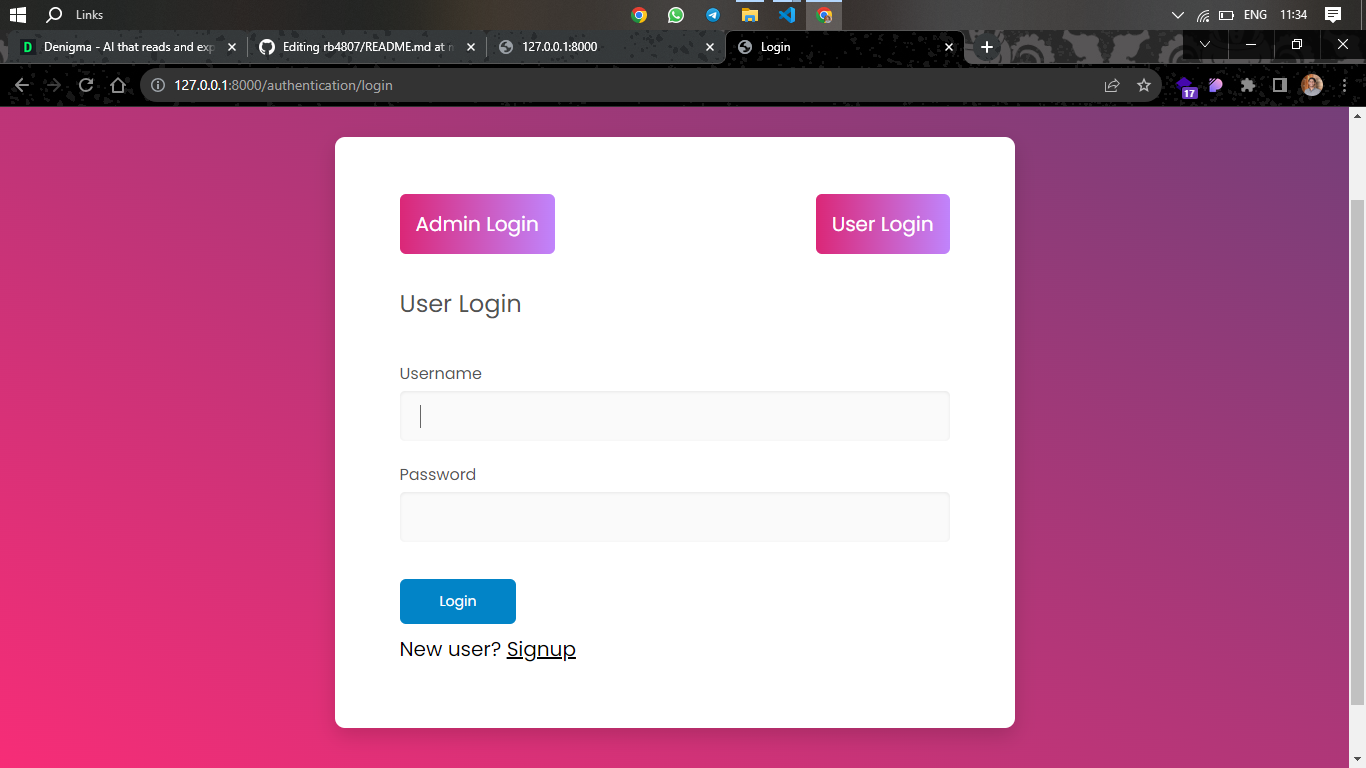 Links
ENG 11:34
Denigma - AI that reads and exp
Editing rb4807/README.md at m
127.0.0.1:8000
Login
127.0.0.1:8000/authentication/login
17
Admin Login
User Login
User Login
Username
Password
Login
New user? Signup